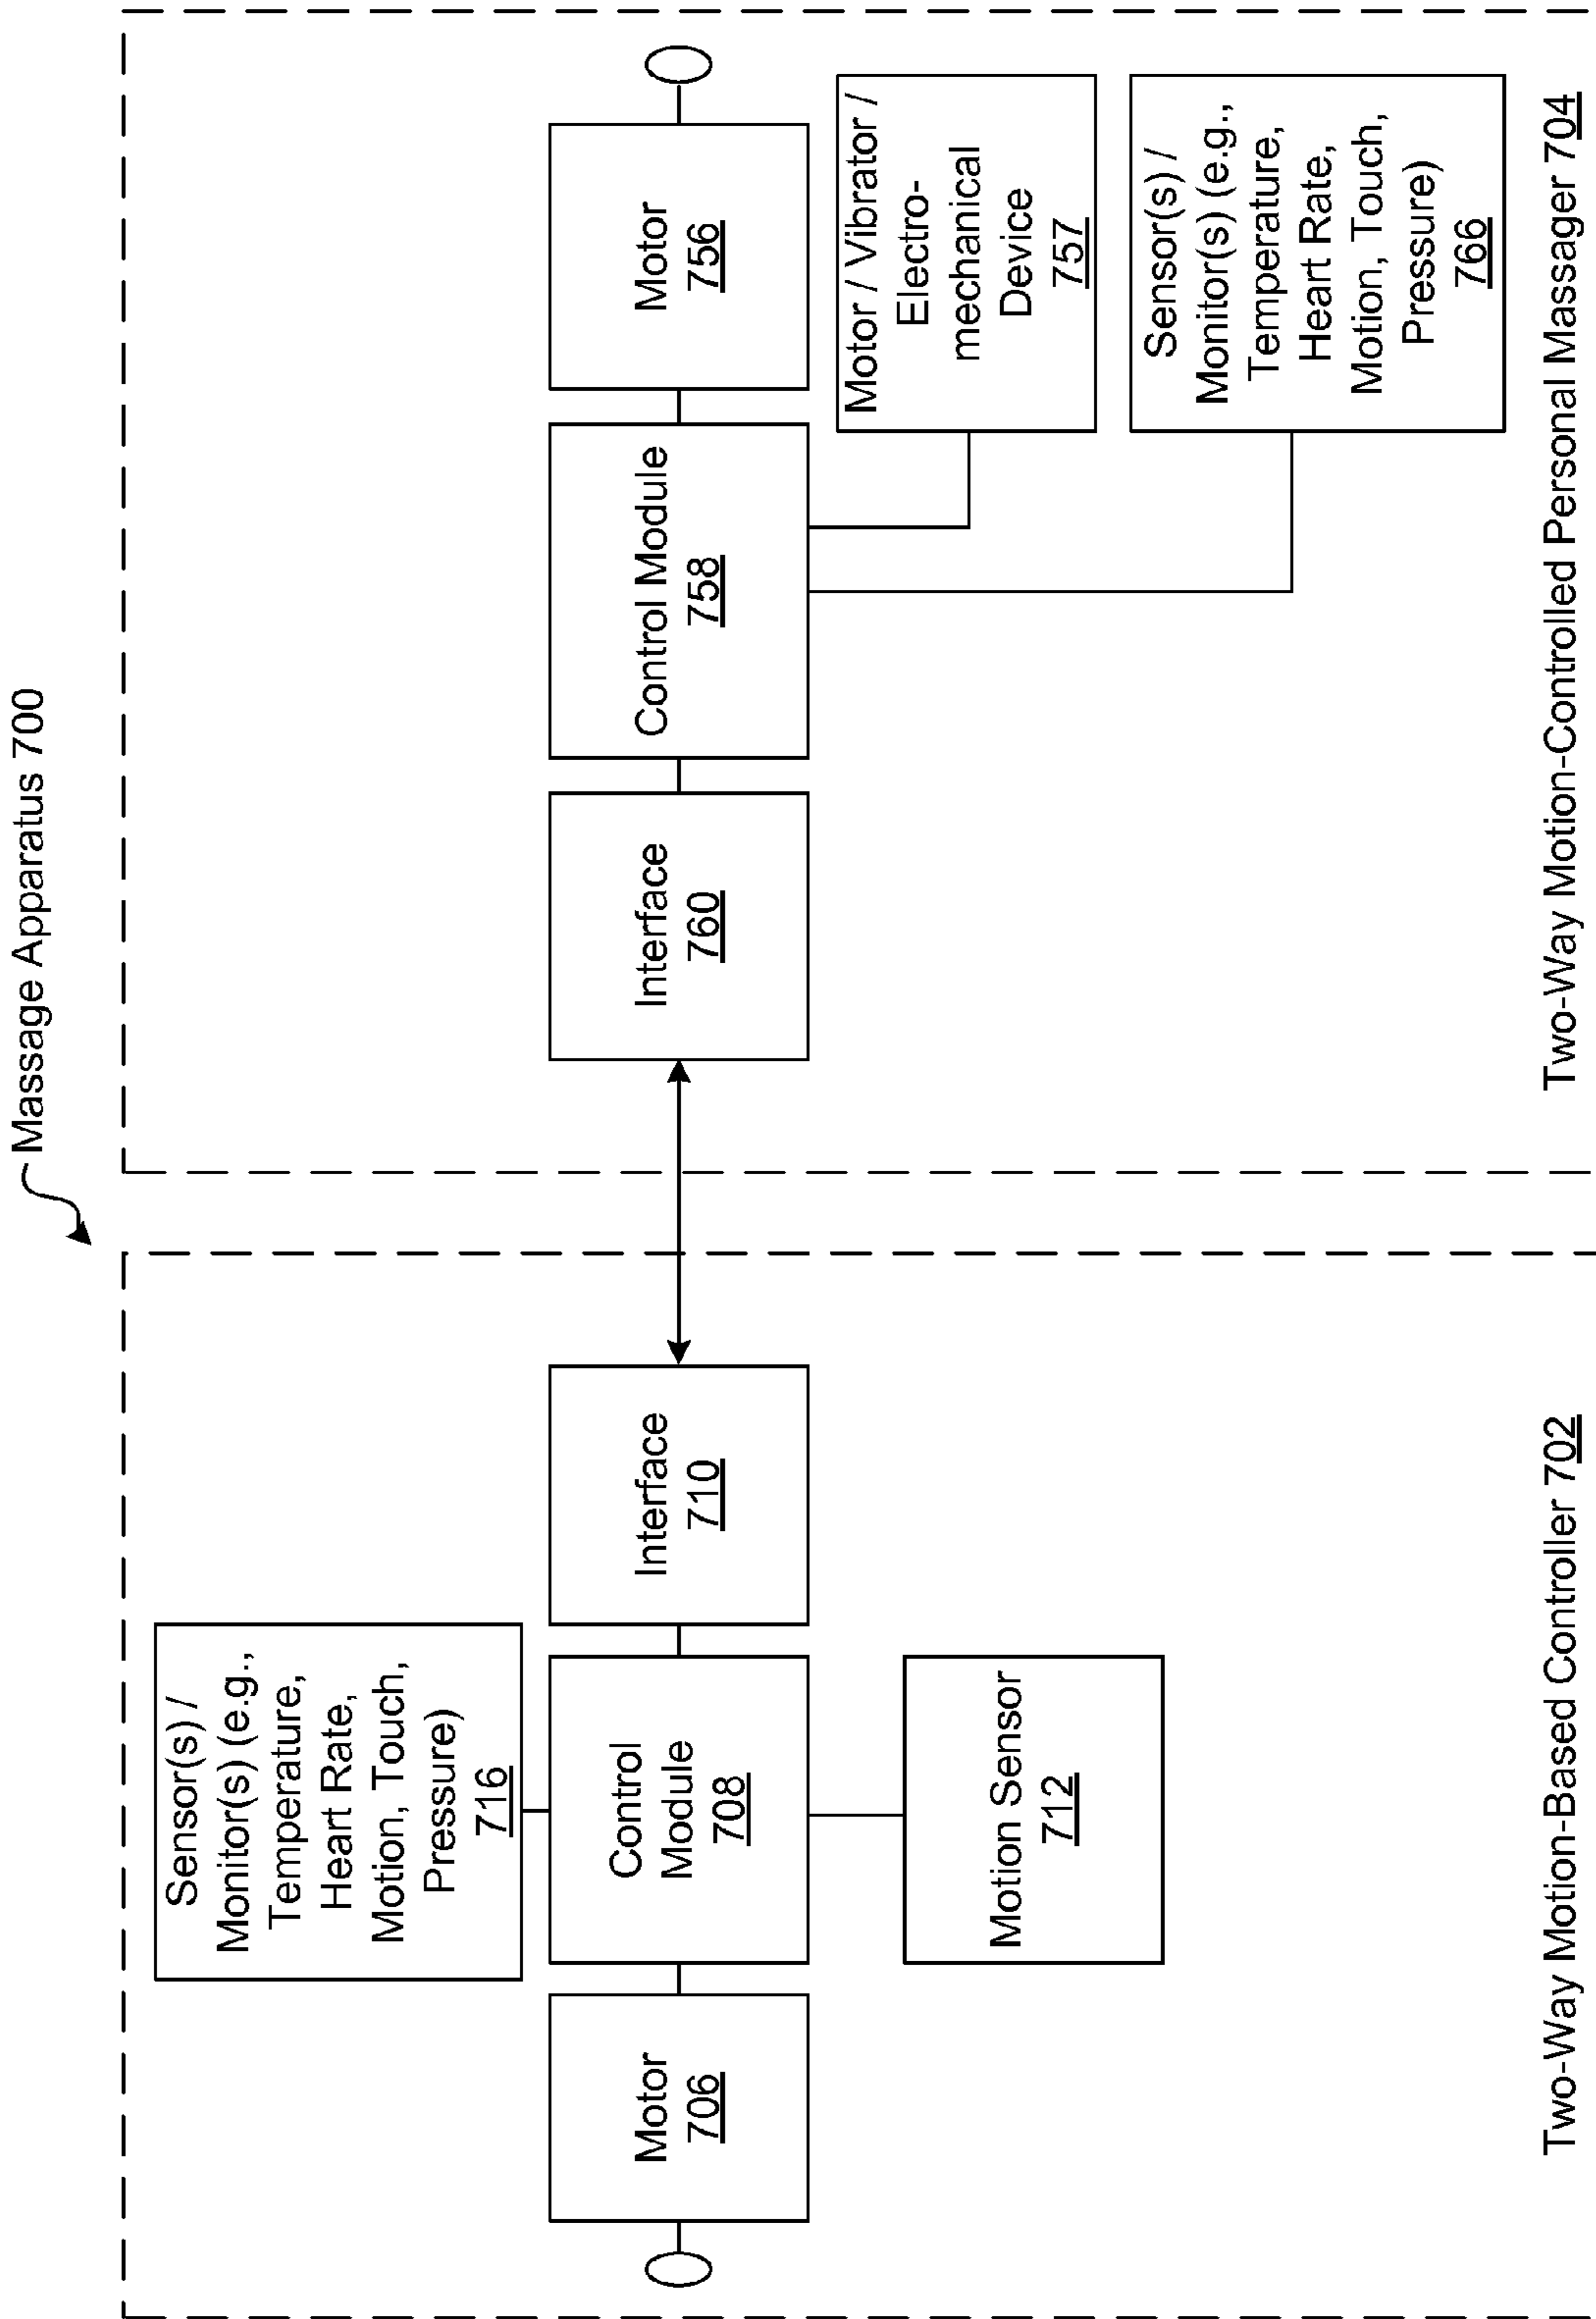 Massage Apparatus 700
Sensor(s) /
Monitor(s) (e.g.,
Temperature,
Heart Rate,
Motion, Touch,
Pressure)
716
Motor
706
Control
Module
708
Interface
710
Motion Sensor
712
Two-Way Motion-Based Controller 702
Interface
760
Control Module
758
Motor
756
Motor / Vibrator /
Electro-
mechanical
Device
757
Sensor(s) /
Monitor(s) (e.g.,
Temperature,
Heart Rate,
Motion, Touch,
Pressure)
766
Two-Way Motion-Controlled Personal Massager 704